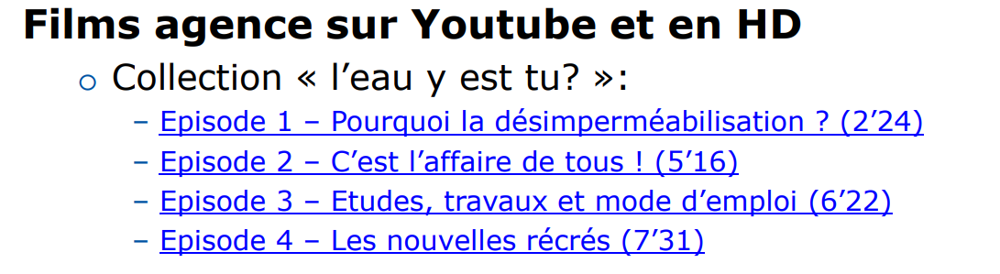 Films agence sur Youtube et en HD
o Collection « l’eau y est tu? »:
– Episode 1 – Pourquoi la désimperméabilisation ? (2’24)
– Episode 2 – C’est l’affaire de tous ! (5’16)
– Episode 3 – Etudes, travaux et mode d’emploi (6’22)
– Episode 4 – Les nouvelles récrés (7’31)